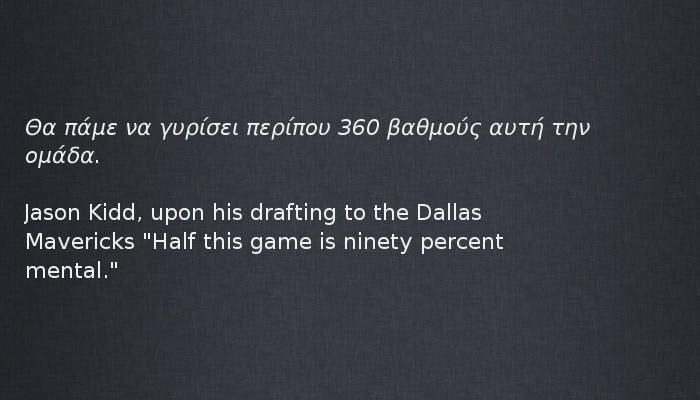 Θα πάμε να γυρίσει περίπου 360 βαθμούς αυτή την
ομάδα.
Jason Kidd, upon his drafting to the Dallas
Mavericks "Half this game is ninety percent
mental."